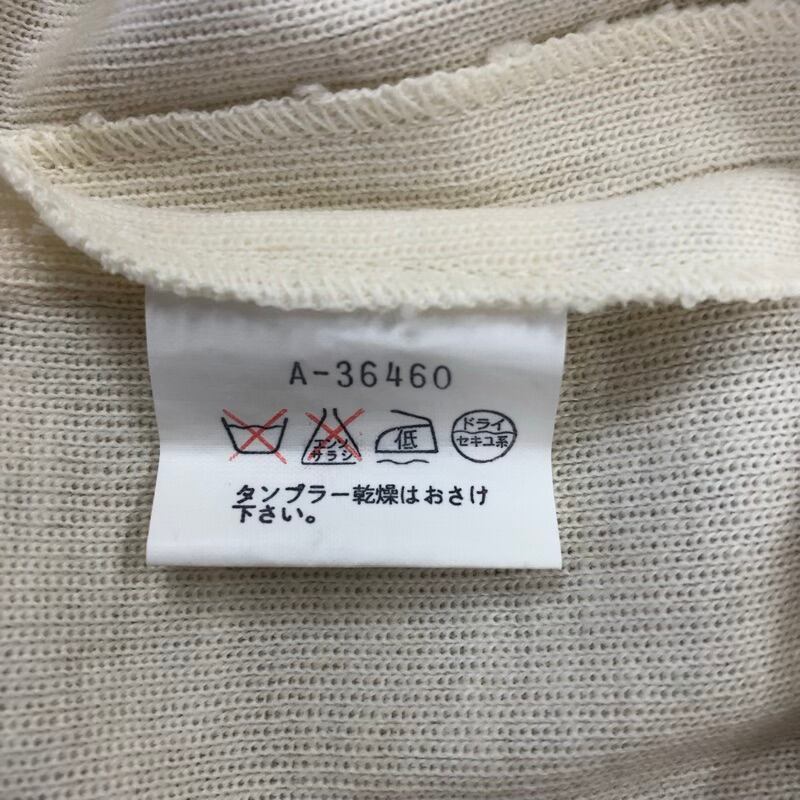 A-36460
エンソ
サラシ
低
ドライ
セキユ系
タンブラー乾燥はおさけ
下さい。